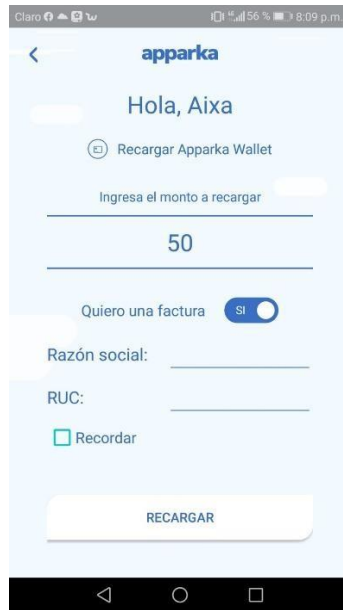 Claro 56 % 8:09 p.m.
apparka
Hola, Aixa
Recargar Apparka Wallet
Ingresa el monto a recargar
50
Quiero una factura SI
Razón social:
RUC:
Recordar
RECARGAR